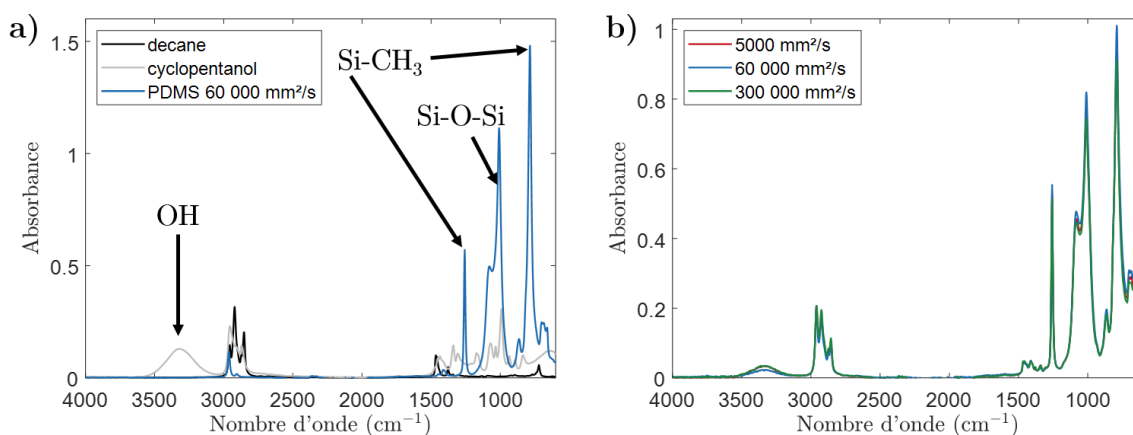 a)
decane
cyclopentanol
PDMS 60 000 mm²/s
Si-CH₃
Si-O-Si
OH
Absorbance
1.5
1
0.5
0
4000 3500 3000 2500 2000 1500 1000
Nombre d'onde (cm⁻¹)
b)
5000 mm²/s
60 000 mm²/s
300 000 mm²/s
Absorbance
1
0.8
0.6
0.4
0.2
0
4000 3500 3000 2500 2000 1500 1000
Nombre d'onde (cm⁻¹)